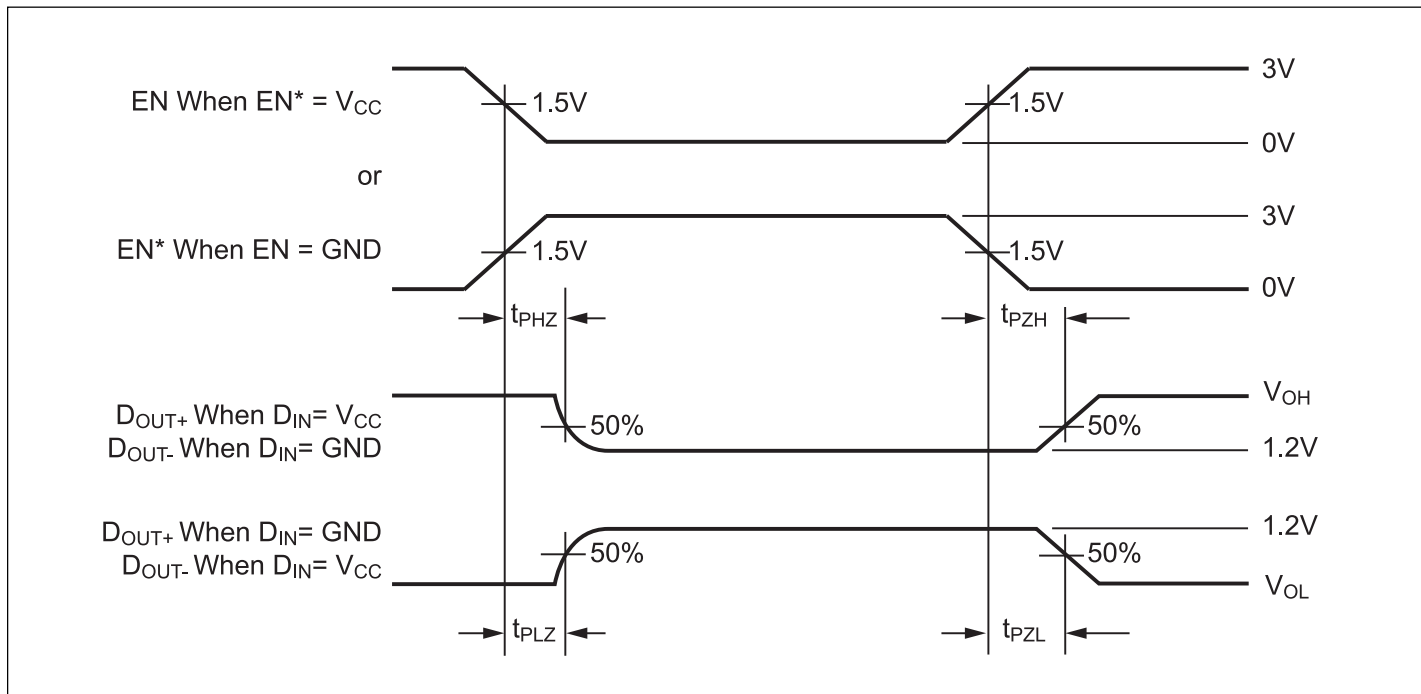 3V
EN When EN* = VCC
1.5V
1.5V
0V
or
3V
EN* When EN = GND
1.5V
1.5V
0V
tPHZ
tPZH
VOH
DOUT+ When DIN= VCC
50%
50%
DOUT- When DIN= GND
1.2V
DOUT+ When DIN= GND
1.2V
50%
50%
DOUT- When DIN= VCC
VOL
tPLZ
tPZL